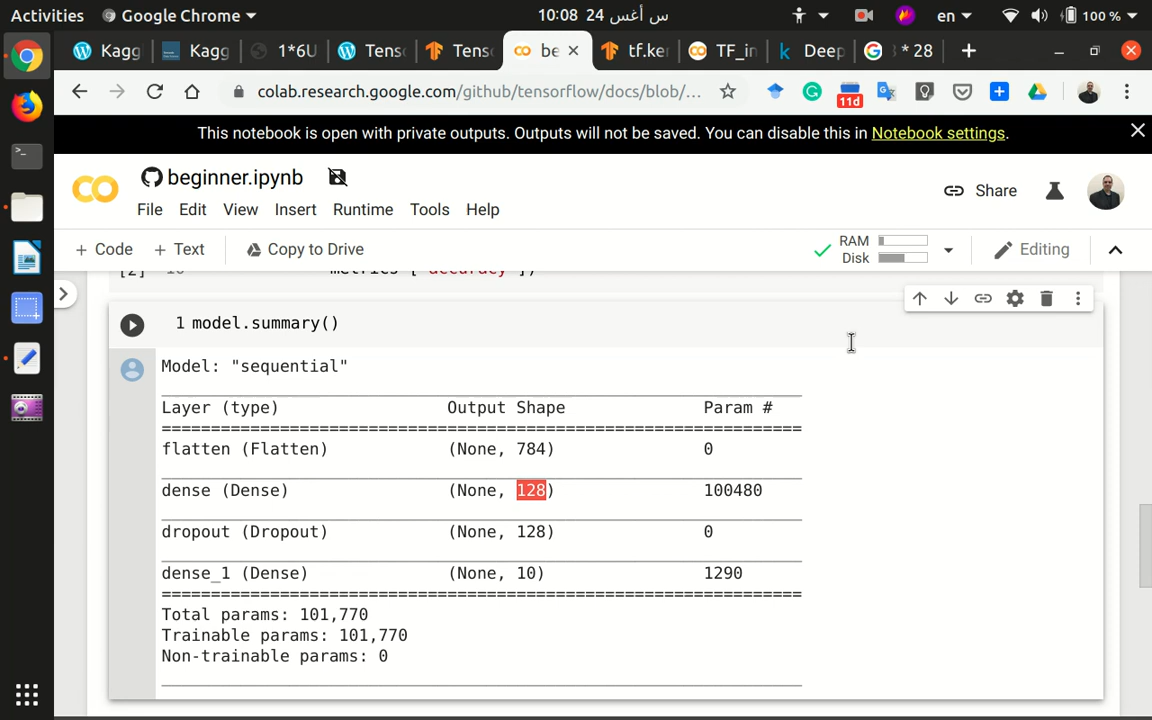 Activities Google Chrome 10:08 24 س أغس en 100 %
Kagg Kagg 1*6U Tens Tens be tf.ke TF_in Deep * 28
colab.research.google.com/github/tensorflow/docs/blob/... 11d
This notebook is open with private outputs. Outputs will not be saved. You can disable this in Notebook settings.
beginner.ipynb
Share
File Edit View Insert Runtime Tools Help
+ Code + Text Copy to Drive RAM Disk Editing
1 model.summary()
Model: "sequential"
Layer (type) Output Shape Param #
flatten (Flatten) (None, 784) 0
dense (Dense) (None, 128) 100480
dropout (Dropout) (None, 128) 0
dense_1 (Dense) (None, 10) 1290
Total params: 101,770
Trainable params: 101,770
Non-trainable params: 0